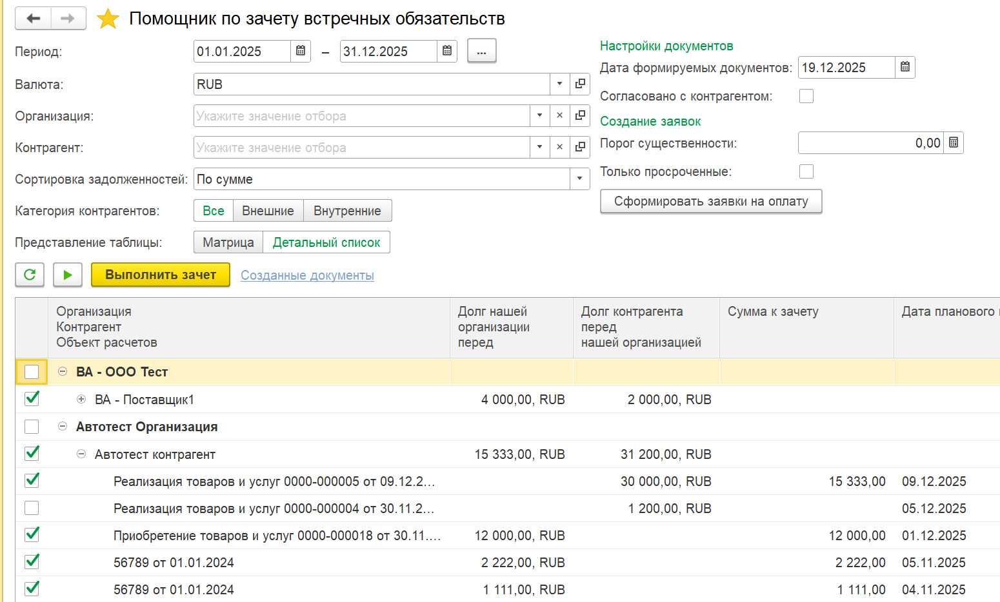 Помощник по зачету встречных обязательств
Период: 01.01.2025 – 31.12.2025 ...
Валюта: RUB
Организация: Укажите значение отбора
Контрагент: Укажите значение отбора
Сортировка задолженностей: По сумме
Категория контрагентов: Все Внешние Внутренние
Представление таблицы: Матрица Детальный список
Настройки документов
Дата формируемых документов: 19.12.2025
Согласовано с контрагентом:
Создание заявок
Порог существенности: 0,00
Только просроченные:
Сформировать заявки на оплату
Выполнить зачет Созданные документы
Организация
Контрагент
Объект расчетов
Долг нашей
организации
перед
Долг контрагента
перед
нашей организацией
Сумма к зачету
Дата планового
ВА - ООО Тест
ВА - Поставщик1 4 000,00, RUB 2 000,00, RUB
Автотест Организация
Автотест контрагент 15 333,00, RUB 31 200,00, RUB
Реализация товаров и услуг 0000-000005 от 09.12.2... 30 000,00, RUB 15 333,00 09.12.2025
Реализация товаров и услуг 0000-000004 от 30.11.2... 1 200,00, RUB 05.12.2025
Приобретение товаров и услуг 0000-000018 от 30.11.... 12 000,00, RUB 12 000,00 01.12.2025
56789 от 01.01.2024 2 222,00, RUB 2 222,00 05.11.2025
56789 от 01.01.2024 1 111,00, RUB 1 111,00 04.11.2025